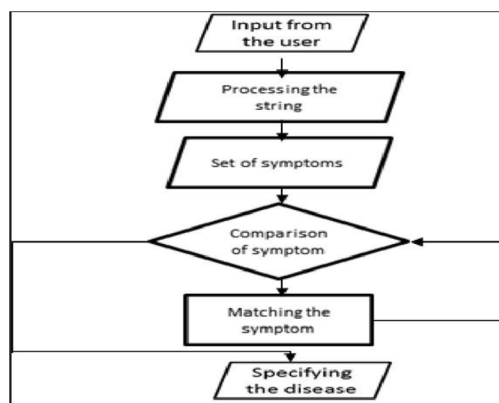 Input from
the user
Processing the
string
Set of symptoms
Comparison
of symptom
Matching the
symptom
Specifying
the disease